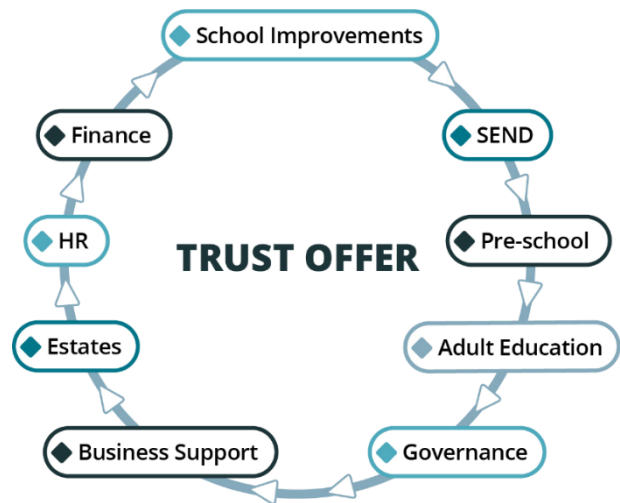 School Improvements
Finance
SEND
HR
Pre-school
TRUST OFFER
Estates
Adult Education
Business Support
Governance